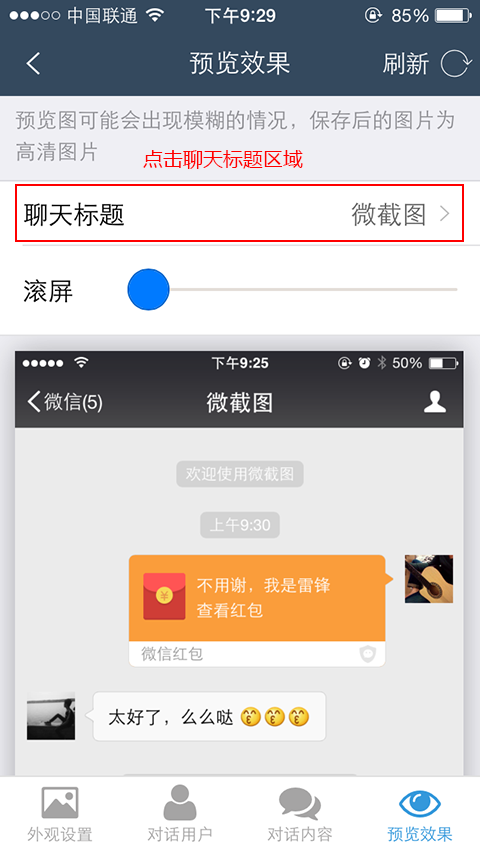 中国联通 下午9:29 85%
预览效果 刷新
预览图可能会出现模糊的情况，保存后的图片为
高清图片
点击聊天标题区域
聊天标题 微截图
滚屏
下午9:25 50%
微信(5) 微截图
欢迎使用微截图
上午9:30
不用谢，我是雷锋
查看红包
微信红包
太好了，么么哒
外观设置 对话用户 对话内容 预览效果